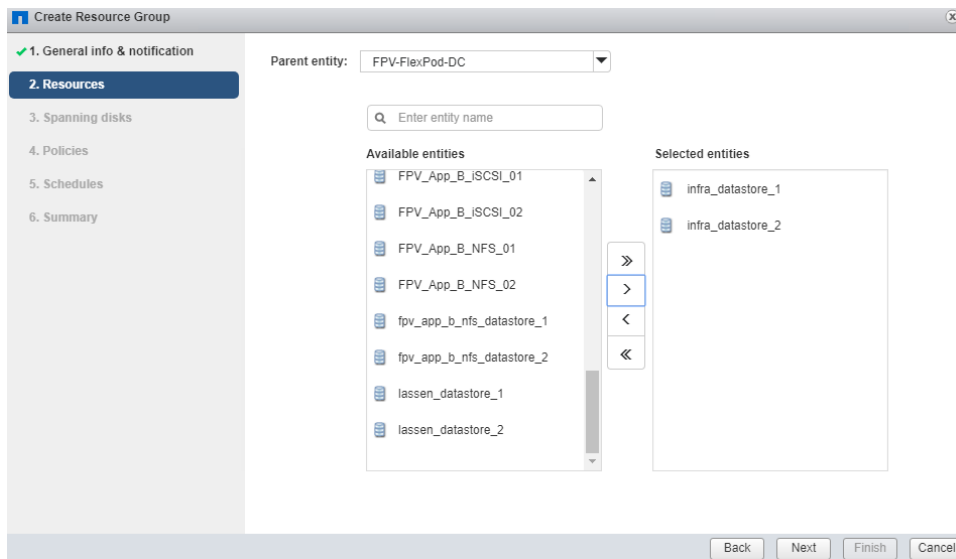 Create Resource Group
1. General info & notification
2. Resources
3. Spanning disks
4. Policies
5. Schedules
6. Summary
Parent entity: FPV-FlexPod-DC
Enter entity name
Available entities
FPV_App_B_iSCSI_01
FPV_App_B_iSCSI_02
FPV_App_B_NFS_01
FPV_App_B_NFS_02
fpv_app_b_nfs_datastore_1
fpv_app_b_nfs_datastore_2
lassen_datastore_1
lassen_datastore_2
Selected entities
infra_datastore_1
infra_datastore_2
Back Next Finish Cancel